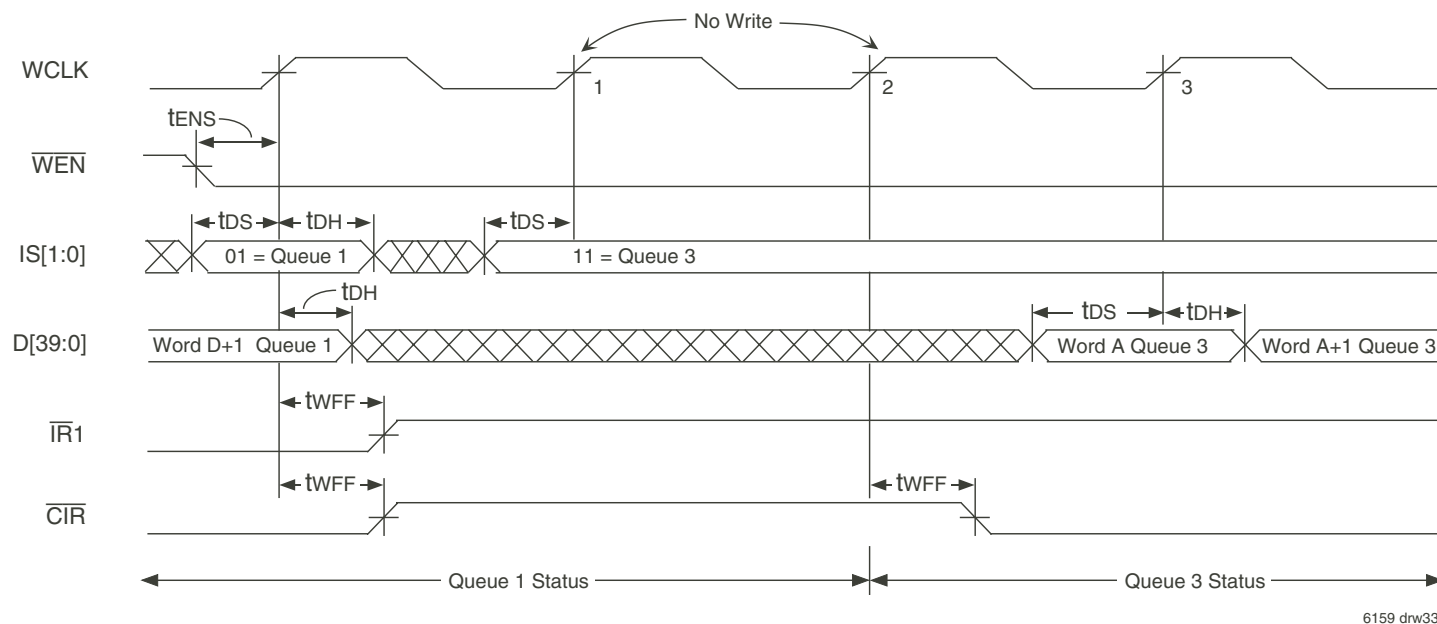 No Write
WCLK
1
2
3
tENS
WEN
tDS
tDH
tDS
IS[1:0]
01 = Queue 1
11 = Queue 3
tDH
tDS
tDH
D[39:0]
Word D+1 Queue 1
Word A Queue 3
Word A+1 Queue 3
tWFF
IR1
tWFF
tWFF
CIR
Queue 1 Status
Queue 3 Status
6159 drw33